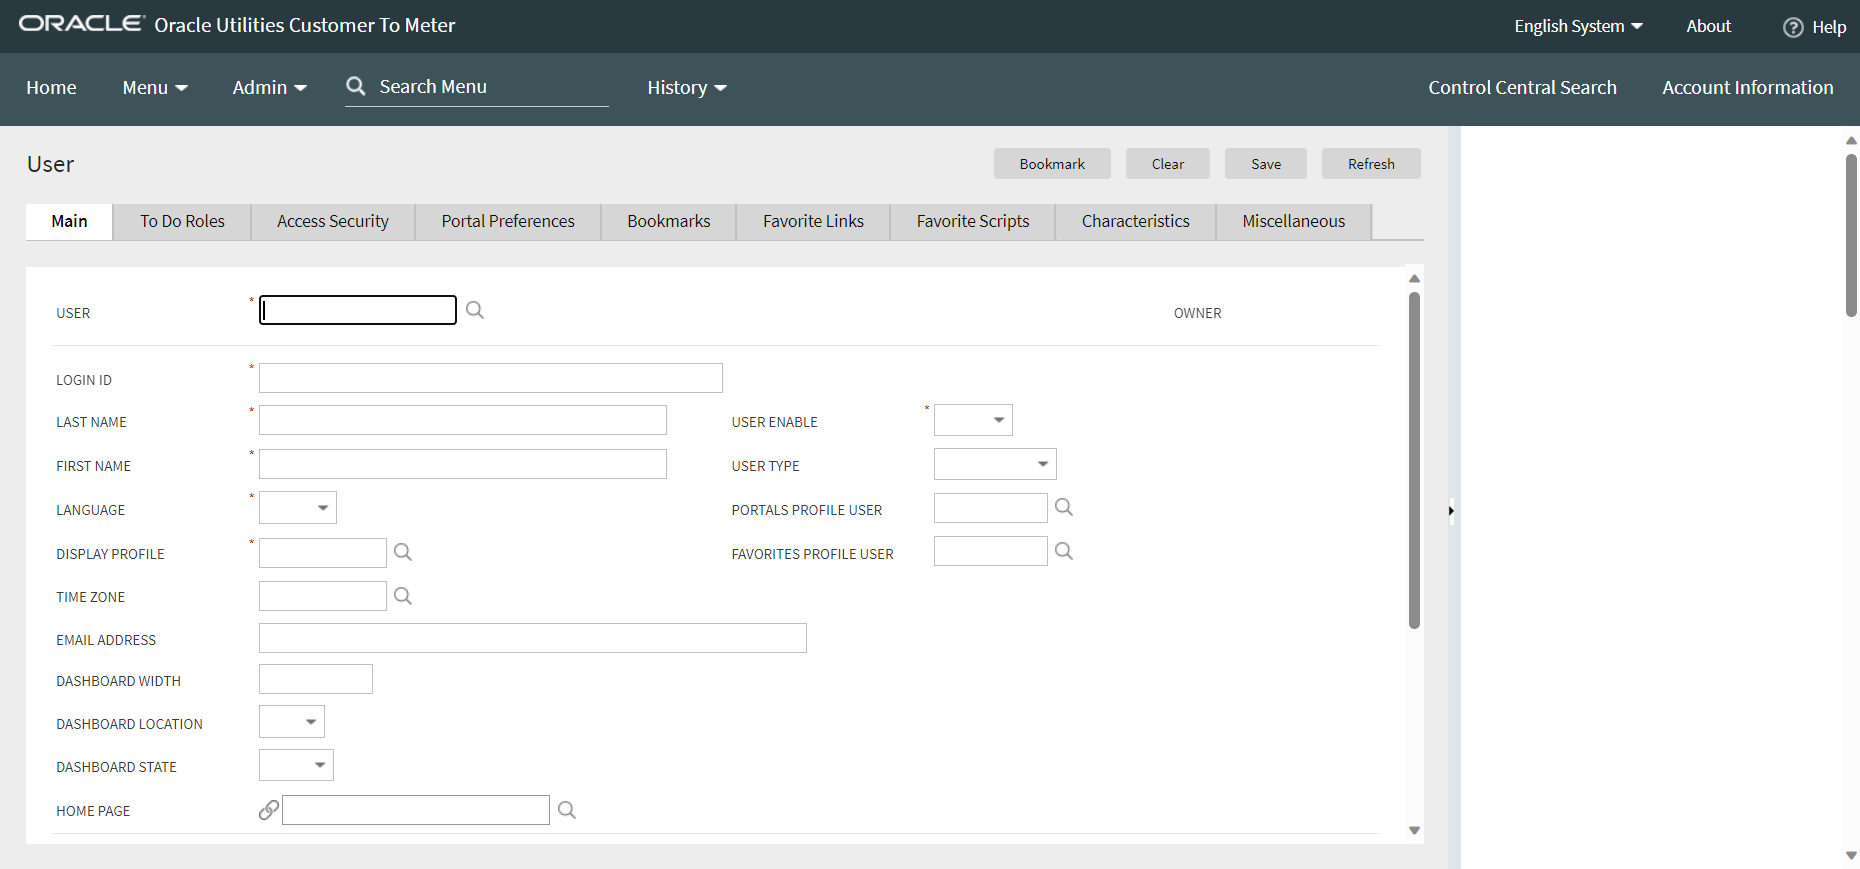 ORACLE Oracle Utilities Customer To Meter English System About Help
Home Menu Admin Search Menu History Control Central Search Account Information
User Bookmark Clear Save Refresh
Main To Do Roles Access Security Portal Preferences Bookmarks Favorite Links Favorite Scripts Characteristics Miscellaneous
USER * OWNER
LOGIN ID *
LAST NAME * USER ENABLE *
FIRST NAME * USER TYPE
LANGUAGE * PORTALS PROFILE USER
DISPLAY PROFILE * FAVORITES PROFILE USER
TIME ZONE
EMAIL ADDRESS
DASHBOARD WIDTH
DASHBOARD LOCATION
DASHBOARD STATE
HOME PAGE